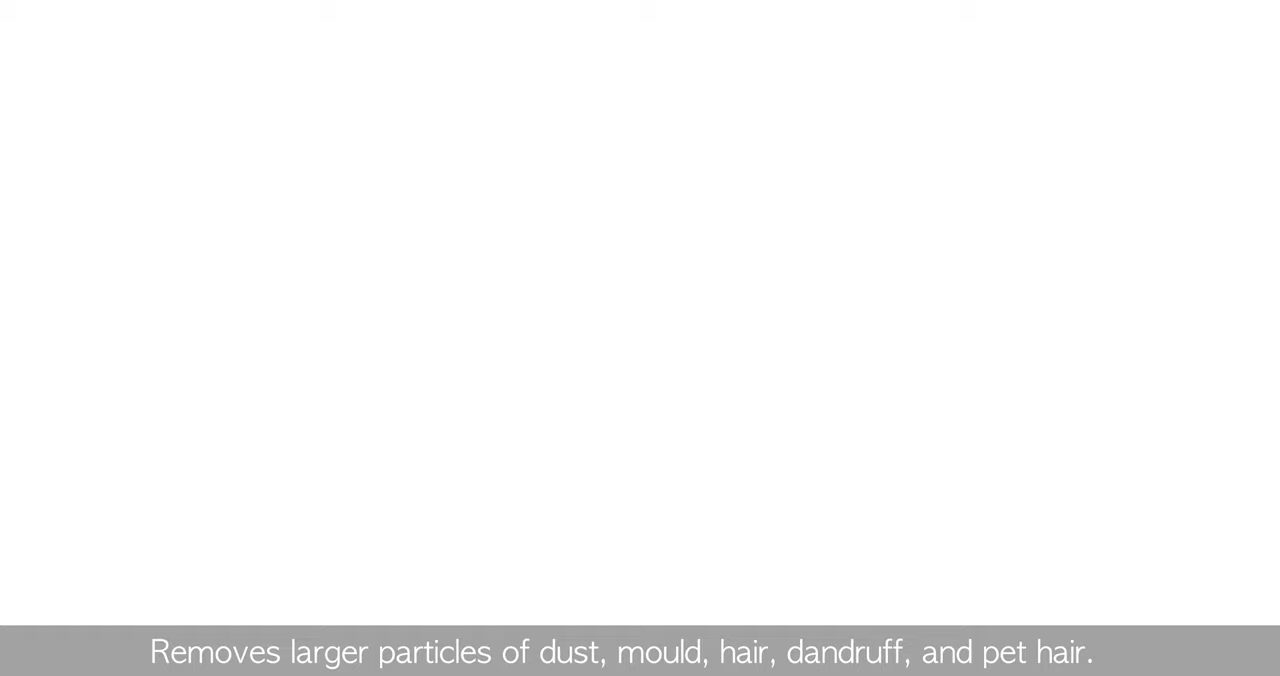 Removes larger particles of dust, mould, hair, dandruff, and pet hair.